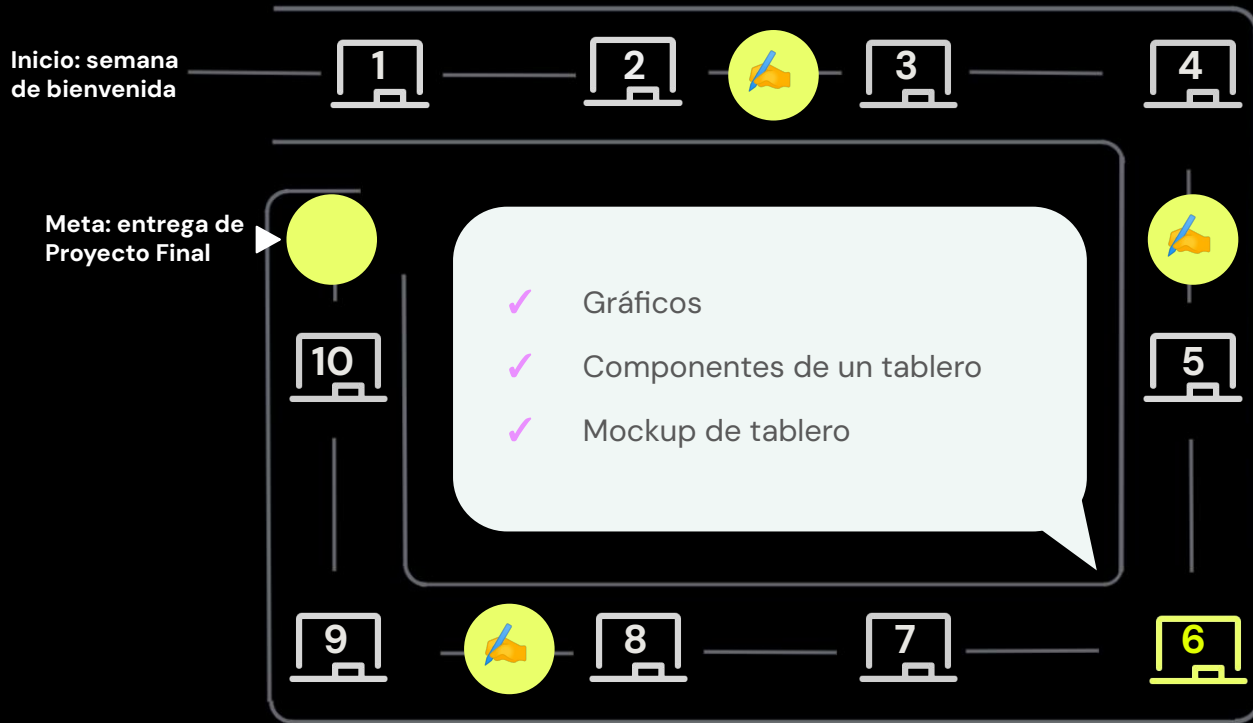 Inicio: semana
de bienvenida
1
2
3
4
Meta: entrega de
Proyecto Final
✓ Gráficos
✓ Componentes de un tablero
✓ Mockup de tablero
10
5
9
8
7
6